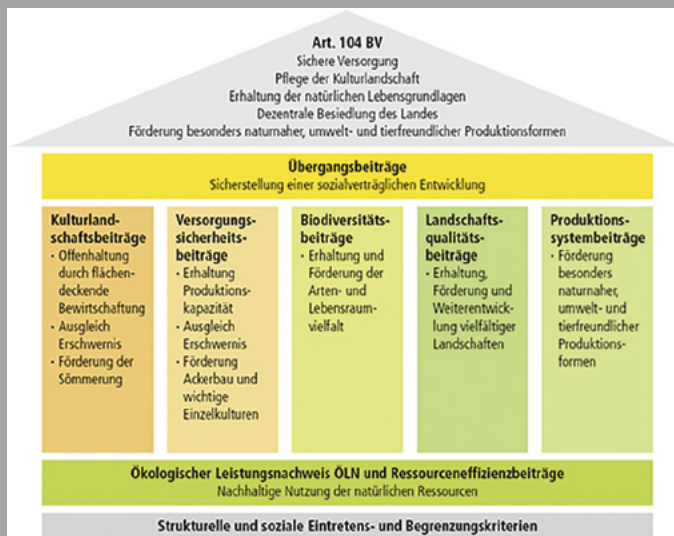 Art. 104 BV
Sichere Versorgung
Pflege der Kulturlandschaft
Erhaltung der natürlichen Lebensgrundlagen
Dezentrale Besiedlung des Landes
Förderung besonders naturnaher, umwelt- und tierfreundlicher Produktionsformen
Übergangsbeiträge
Sicherstellung einer sozialverträglichen Entwicklung
Kulturland-
schaftsbeiträge
· Offenhaltung
durch flächen-
deckende
Bewirtschaftung
· Ausgleich
Erschwernis
· Förderung der
Sömmerung
Versorgungs-
sicherheits-
beiträge
· Erhaltung
Produktions-
kapazität
· Ausgleich
Erschwernis
· Förderung
Ackerbau und
wichtige
Einzelkulturen
Biodiversitäts-
beiträge
· Erhaltung und
Förderung der
Arten- und
Lebensraum-
vielfalt
Landschafts-
qualitäts-
beiträge
· Erhaltung,
Förderung und
Weiterentwick-
lung vielfältiger
Landschaften
Produktions-
systembeiträge
· Förderung
besonders
naturnaher,
umwelt- und
tierfreundlicher
Produktions-
formen
Ökologischer Leistungsnachweis ÖLN und Ressourceneffizienzbeiträge
Nachhaltige Nutzung der natürlichen Ressourcen
Strukturelle und soziale Eintretens- und Begrenzungskriterien